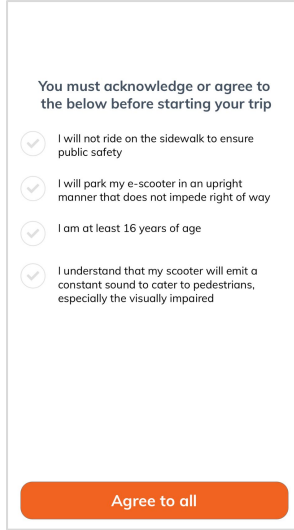 You must acknowledge or agree to
the below before starting your trip
I will not ride on the sidewalk to ensure
public safety
I will park my e-scooter in an upright
manner that does not impede right of way
I am at least 16 years of age
I understand that my scooter will emit a
constant sound to cater to pedestrians,
especially the visually impaired
Agree to all